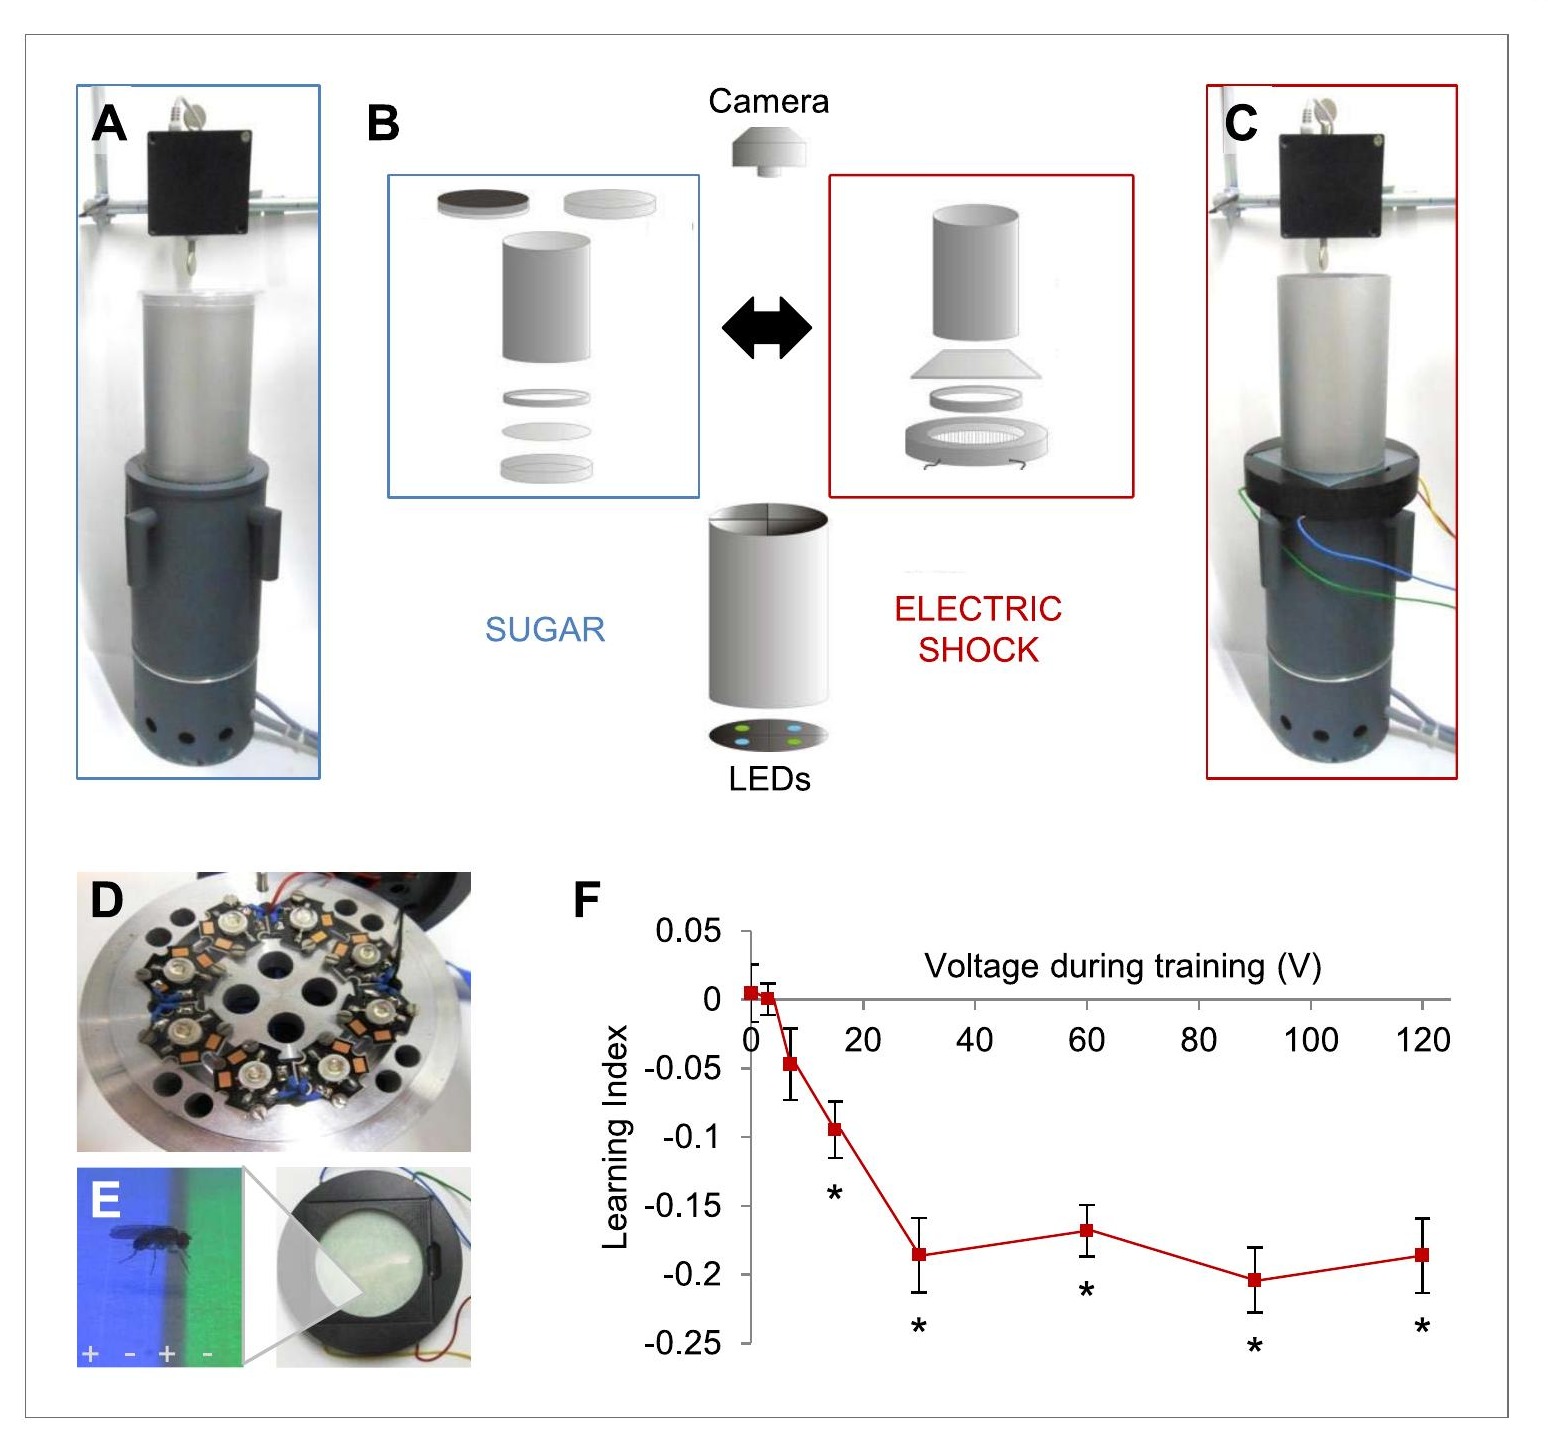 A
B
Camera
C
SUGAR
ELECTRIC
SHOCK
LEDs
D
E
+ - + -
F
0.05
0
-0.05
-0.1
-0.15
-0.2
-0.25
Learning Index
Voltage during training (V)
0 20 40 60 80 100 120
* * * * *